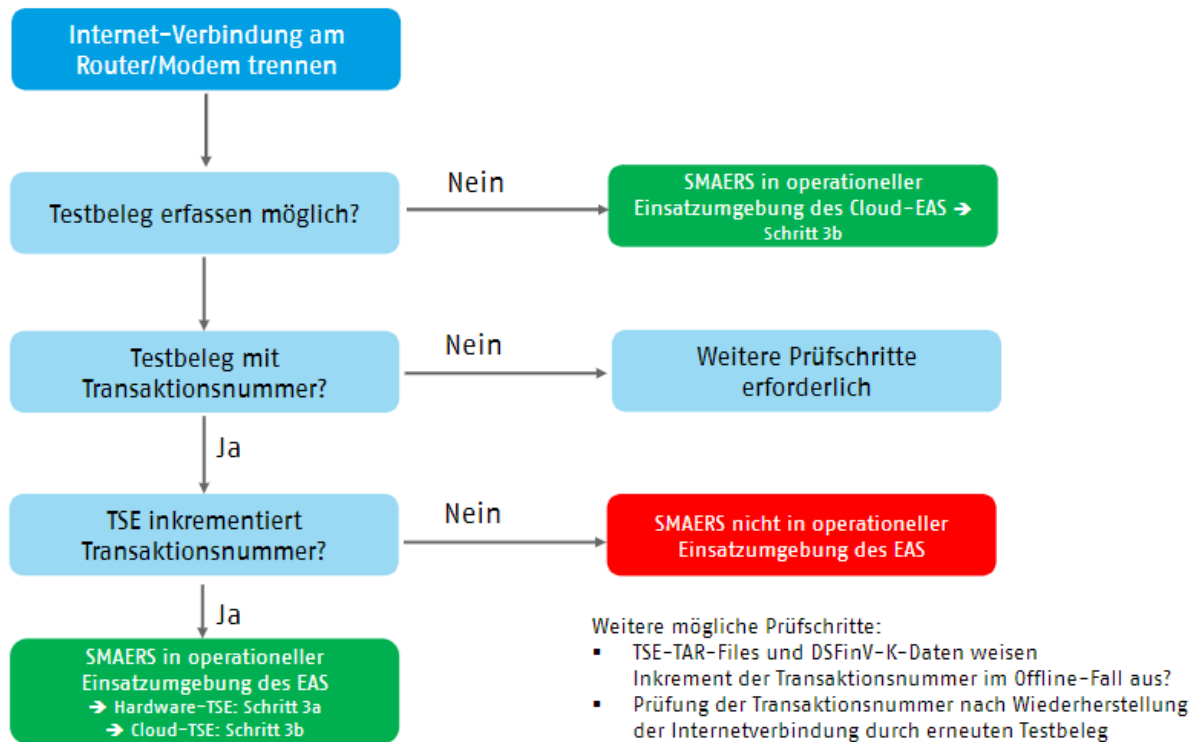 Internet-Verbindung am
Router/Modem trennen
Testbeleg erfassen möglich?
Nein
SMAERS in operationeller
Einsatzumgebung des Cloud-EAS →
Schritt 3b
Testbeleg mit
Transaktionsnummer?
Nein
Weitere Prüfschritte
erforderlich
Ja
TSE inkrementiert
Transaktionsnummer?
Nein
SMAERS nicht in operationeller
Einsatzumgebung des EAS
Ja
SMAERS in operationeller
Einsatzumgebung des EAS
→ Hardware-TSE: Schritt 3a
→ Cloud-TSE: Schritt 3b
Weitere mögliche Prüfschritte:
▪ TSE-TAR-Files und DSFinV-K-Daten weisen
Inkrement der Transaktionsnummer im Offline-Fall aus?
▪ Prüfung der Transaktionsnummer nach Wiederherstellung
der Internetverbindung durch erneuten Testbeleg